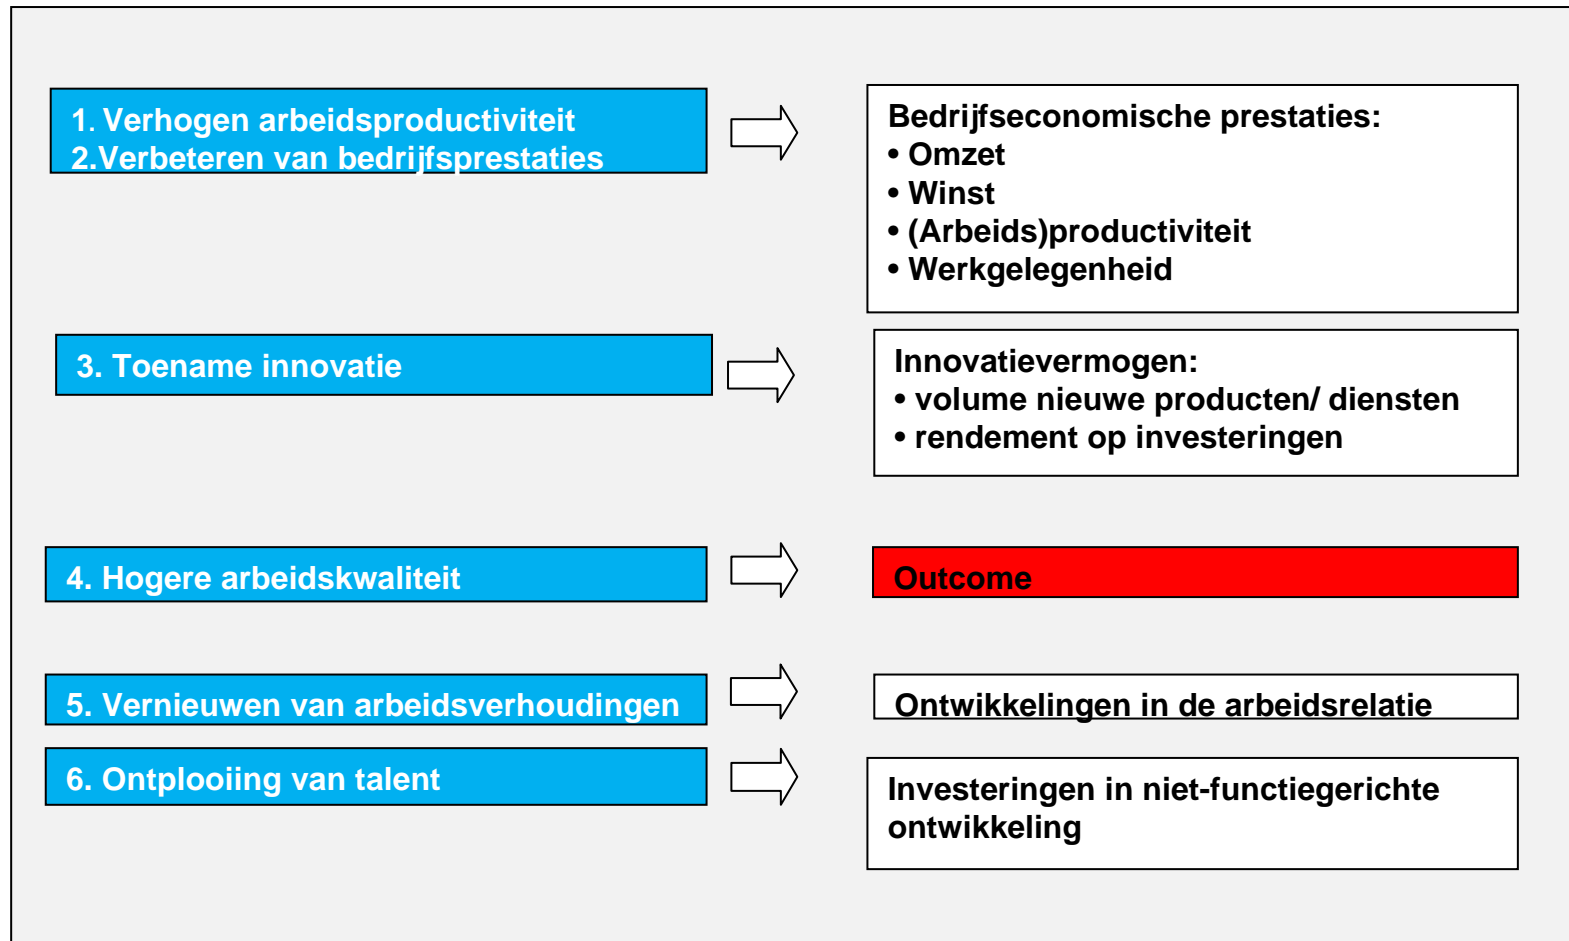 1. Verhogen arbeidsproductiviteit
2.Verbeteren van bedrijfsprestaties
Bedrijfseconomische prestaties:
• Omzet
• Winst
• (Arbeids)productiviteit
• Werkgelegenheid
3. Toename innovatie
Innovatievermogen:
• volume nieuwe producten/ diensten
• rendement op investeringen
4. Hogere arbeidskwaliteit
Outcome
5. Vernieuwen van arbeidsverhoudingen
Ontwikkelingen in de arbeidsrelatie
6. Ontplooiing van talent
Investeringen in niet-functiegerichte
ontwikkeling